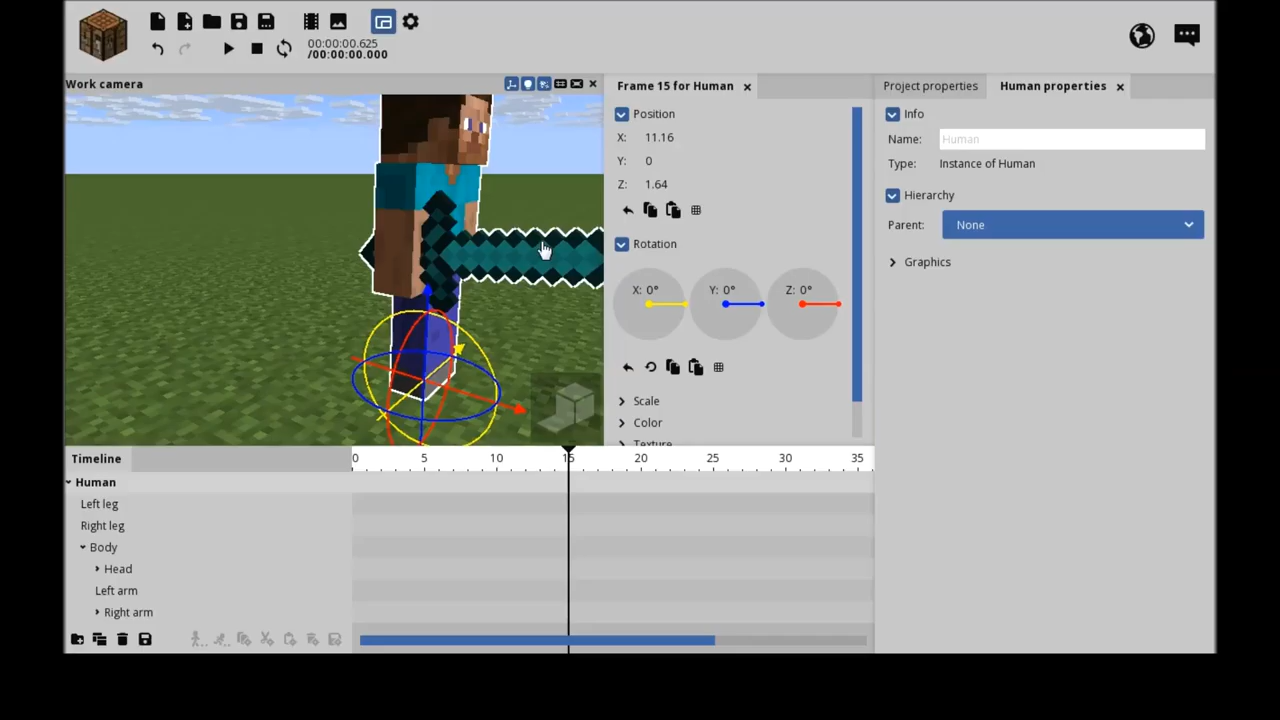 00:00:00.625
/00:00:00.000
Work camera
Frame 15 for Human
Position
X: 11.16
Y: 0
Z: 1.64
Rotation
X: 0° Y: 0° Z: 0°
Scale
Color
Texture
Project properties Human properties
Info
Name: Human
Type: Instance of Human
Hierarchy
Parent: None
Graphics
Timeline
0 5 10 15 20 25 30 35
Human
Left leg
Right leg
Body
Head
Left arm
Right arm